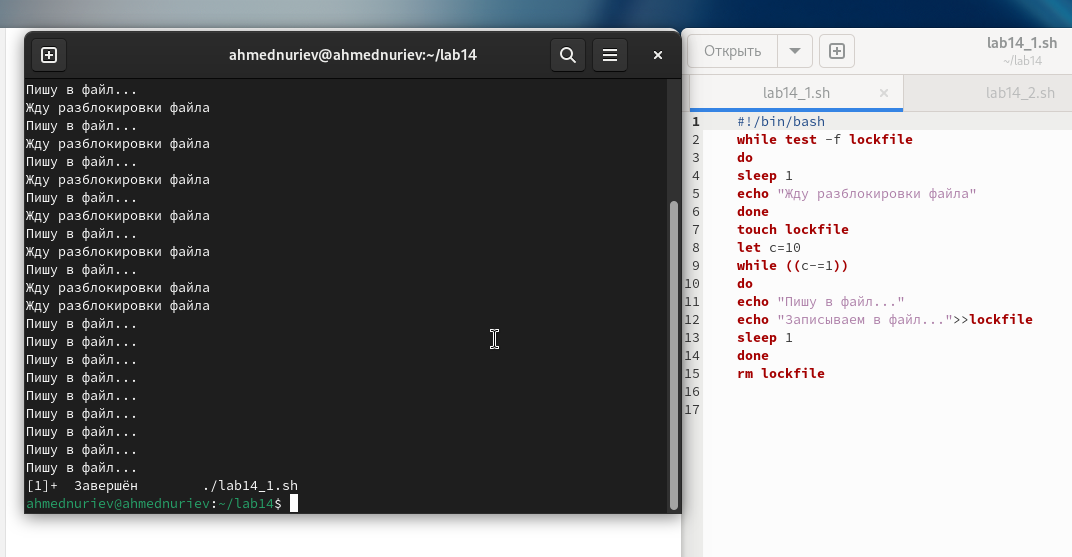 ahmednuriev@ahmednuriev:~/lab14
Пишу в файл...
Жду разблокировки файла
Пишу в файл...
Жду разблокировки файла
Пишу в файл...
Жду разблокировки файла
Пишу в файл...
Жду разблокировки файла
Пишу в файл...
Жду разблокировки файла
Пишу в файл...
Жду разблокировки файла
Жду разблокировки файла
Пишу в файл...
Пишу в файл...
Пишу в файл...
Пишу в файл...
Пишу в файл...
Пишу в файл...
Пишу в файл...
Пишу в файл...
Пишу в файл...
[1]+  Завершён        ./lab14_1.sh
ahmednuriev@ahmednuriev:~/lab14$
Открыть
lab14_1.sh
~/lab14
lab14_1.sh
lab14_2.sh
1 #!/bin/bash
2 while test -f lockfile
3 do
4 sleep 1
5 echo "Жду разблокировки файла"
6 done
7 touch lockfile
8 let c=10
9 while ((c-=1))
10 do
11 echo "Пишу в файл..."
12 echo "Записываем в файл...">>lockfile
13 sleep 1
14 done
15 rm lockfile
16
17